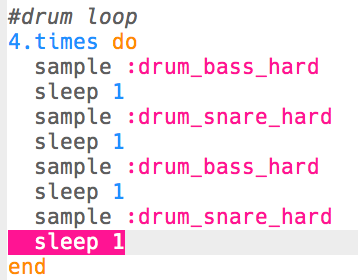 #drum loop
4.times do
  sample :drum_bass_hard
  sleep 1
  sample :drum_snare_hard
  sleep 1
  sample :drum_bass_hard
  sleep 1
  sample :drum_snare_hard
  sleep 1
end